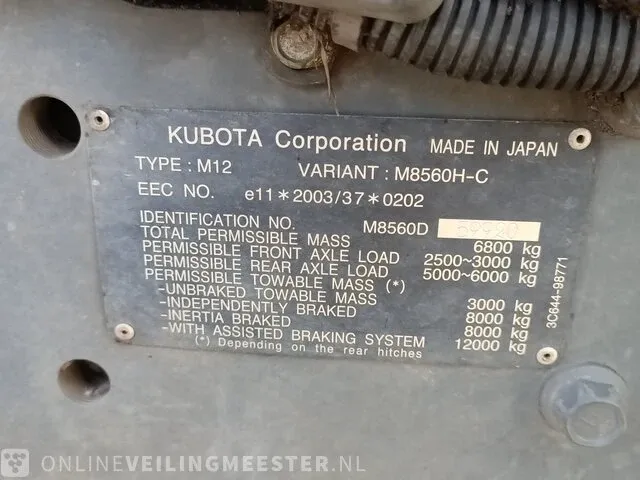 KUBOTA Corporation MADE IN JAPAN
TYPE : M12 VARIANT : M8560H-C
EEC NO. e11*2003/37*0202
IDENTIFICATION NO. M8560D 59920
TOTAL PERMISSIBLE MASS 6800 kg
PERMISSIBLE FRONT AXLE LOAD 2500~3000 kg
PERMISSIBLE REAR AXLE LOAD 5000~6000 kg
PERMISSIBLE TOWABLE MASS (*)
-UNBRAKED TOWABLE MASS 3000 kg
-INDEPENDENTLY BRAKED 8000 kg
-INERTIA BRAKED 8000 kg
-WITH ASSISTED BRAKING SYSTEM 12000 kg
(*) Depending on the rear hitches
3C644-98771
ONLINEVEILINGMEESTER.NL